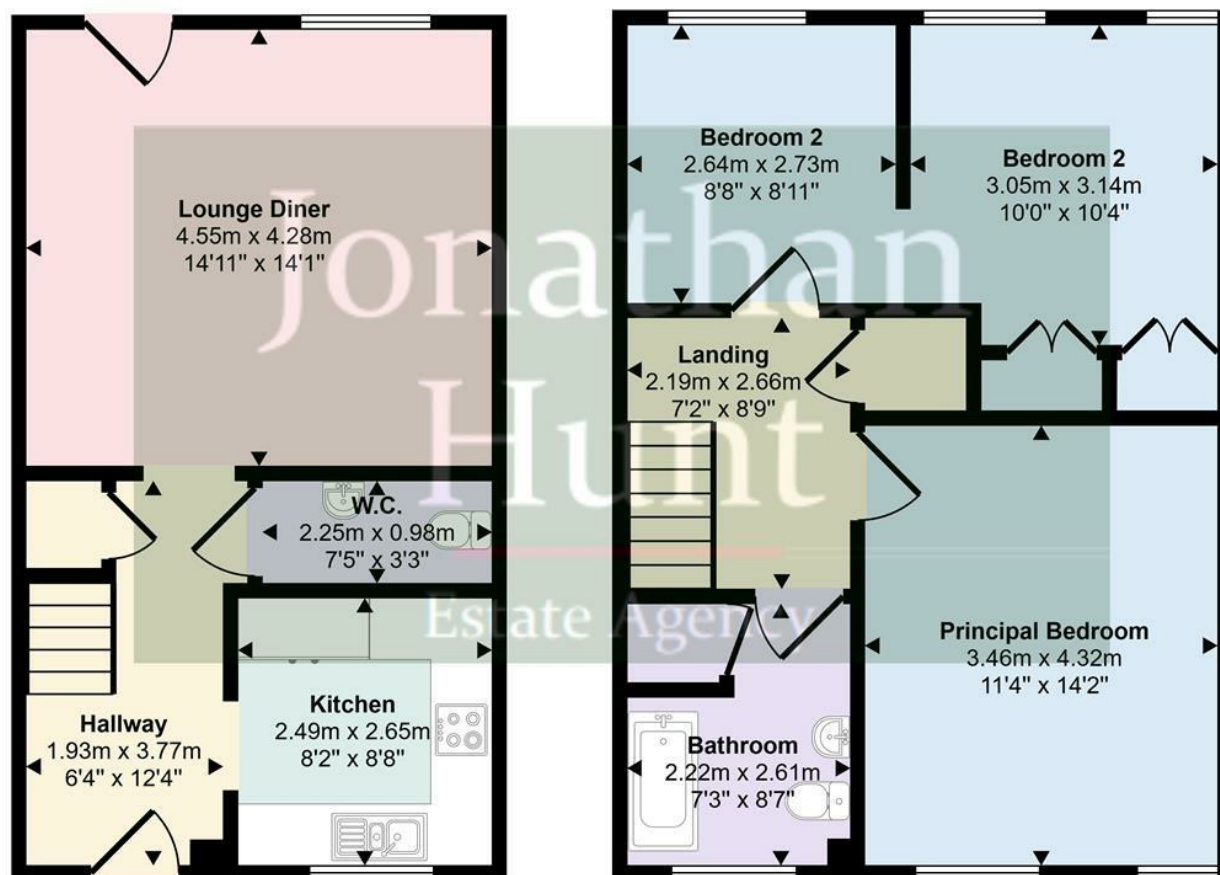 Lounge Diner
4.55m x 4.28m
14'11" x 14'1"
W.C.
2.25m x 0.98m
7'5" x 3'3"
Kitchen
2.49m x 2.65m
8'2" x 8'8"
Hallway
1.93m x 3.77m
6'4" x 12'4"
Bedroom 2
2.64m x 2.73m
8'8" x 8'11"
Bedroom 2
3.05m x 3.14m
10'0" x 10'4"
Landing
2.19m x 2.66m
7'2" x 8'9"
Principal Bedroom
3.46m x 4.32m
11'4" x 14'2"
Bathroom
2.22m x 2.61m
7'3" x 8'7"
Jonathan
Hunt
Estate Agency